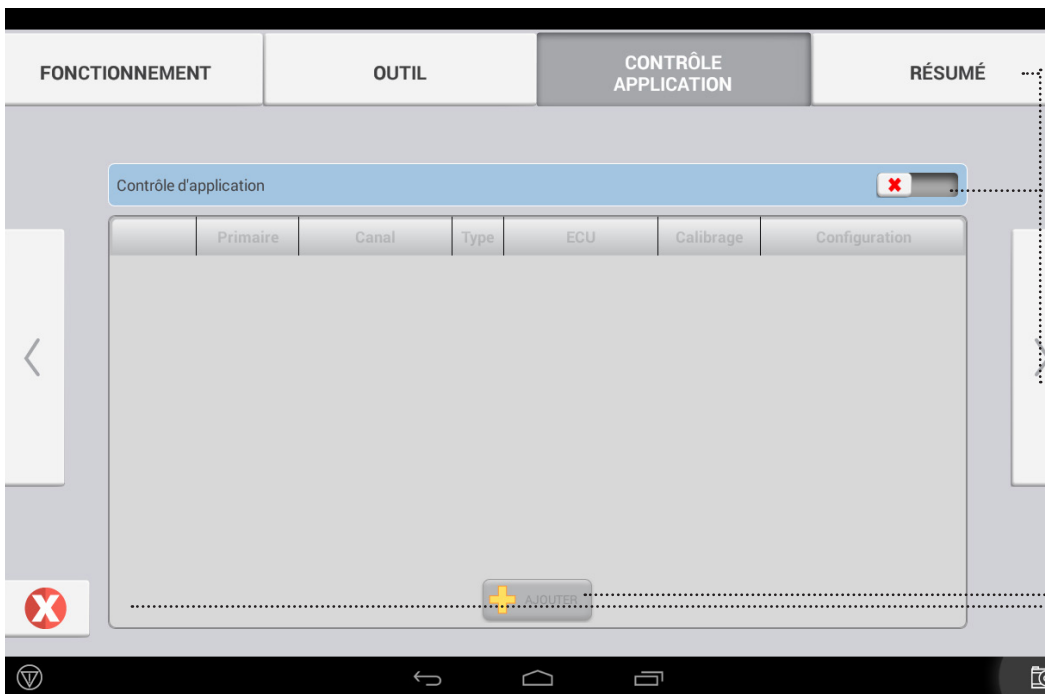 FONCTIONNEMENT
OUTIL
CONTRÔLE
APPLICATION
RÉSUMÉ
Contrôle d'application
Primaire
Canal
Type
ECU
Calibrage
Configuration
AJOUTER